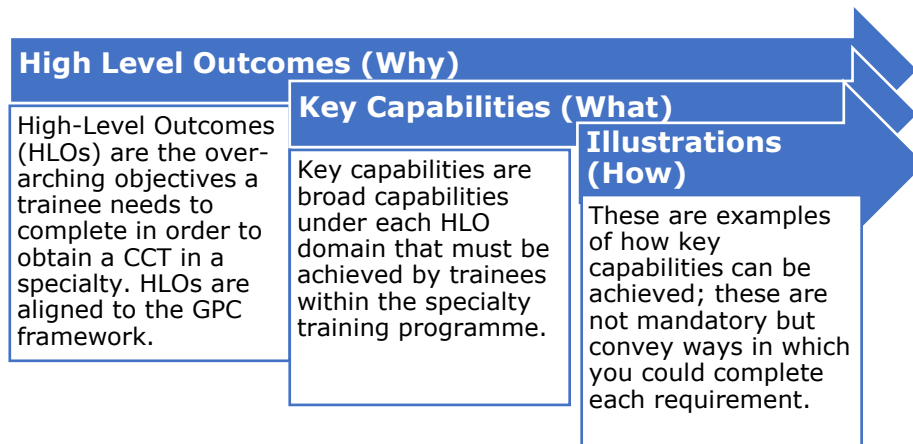 High Level Outcomes (Why)
High-Level Outcomes
(HLOs) are the over-
arching objectives a
trainee needs to
complete in order to
obtain a CCT in a
specialty. HLOs are
aligned to the GPC
framework.
Key Capabilities (What)
Key capabilities are
broad capabilities
under each HLO
domain that must be
achieved by trainees
within the specialty
training programme.
Illustrations
(How)
These are examples
of how key
capabilities can be
achieved; these are
not mandatory but
convey ways in which
you could complete
each requirement.